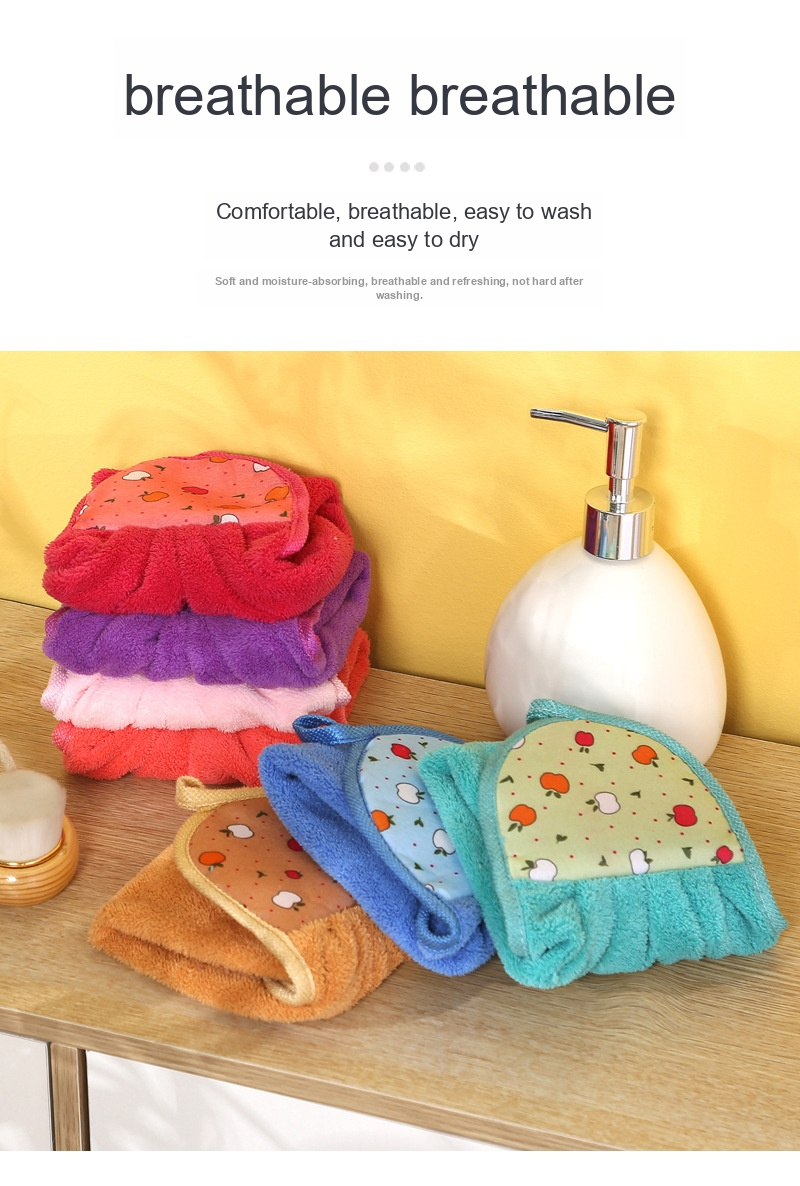 breathable breathable
Comfortable, breathable, easy to wash
and easy to dry
Soft and moisture-absorbing, breathable and refreshing, not hard after
washing.